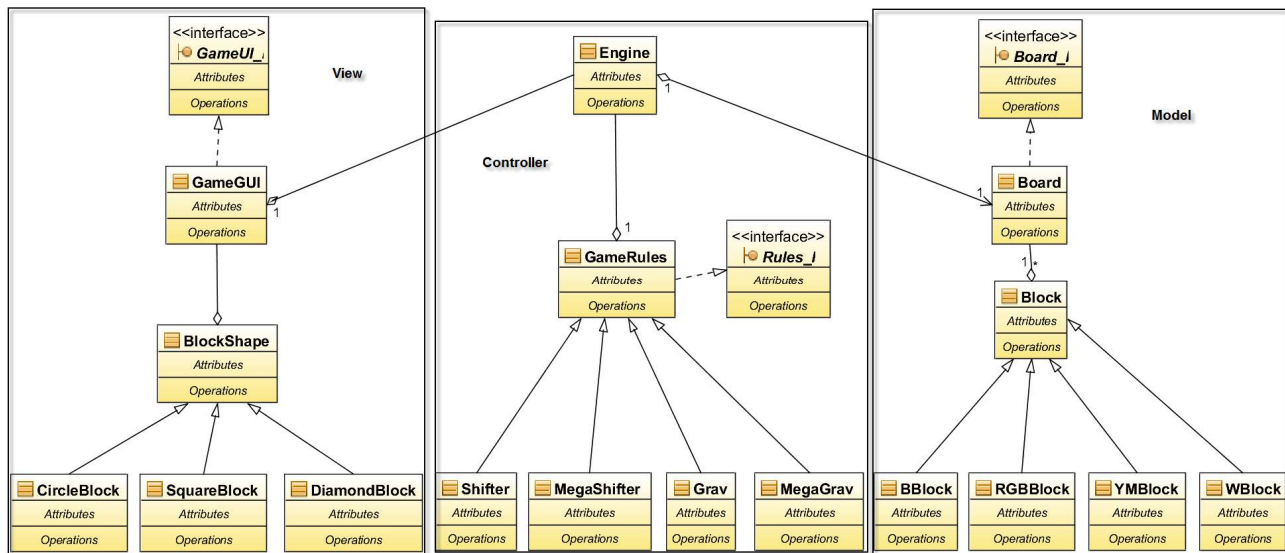 <<interface>>
GameUI_I
Attributes
Operations
View
GameGUI
Attributes
Operations
1
BlockShape
Attributes
Operations
CircleBlock
Attributes
Operations
SquareBlock
Attributes
Operations
DiamondBlock
Attributes
Operations
Engine
Attributes
Operations
1
Controller
1
GameRules
Attributes
Operations
<<interface>>
Rules_I
Attributes
Operations
Shifter
Attributes
Operations
MegaShifter
Attributes
Operations
Grav
Attributes
Operations
MegaGrav
Attributes
Operations
<<interface>>
Board_I
Attributes
Operations
Model
1
Board
Attributes
Operations
1 *
Block
Attributes
Operations
BBlock
Attributes
Operations
RGBBlock
Attributes
Operations
YMBlock
Attributes
Operations
WBlock
Attributes
Operations